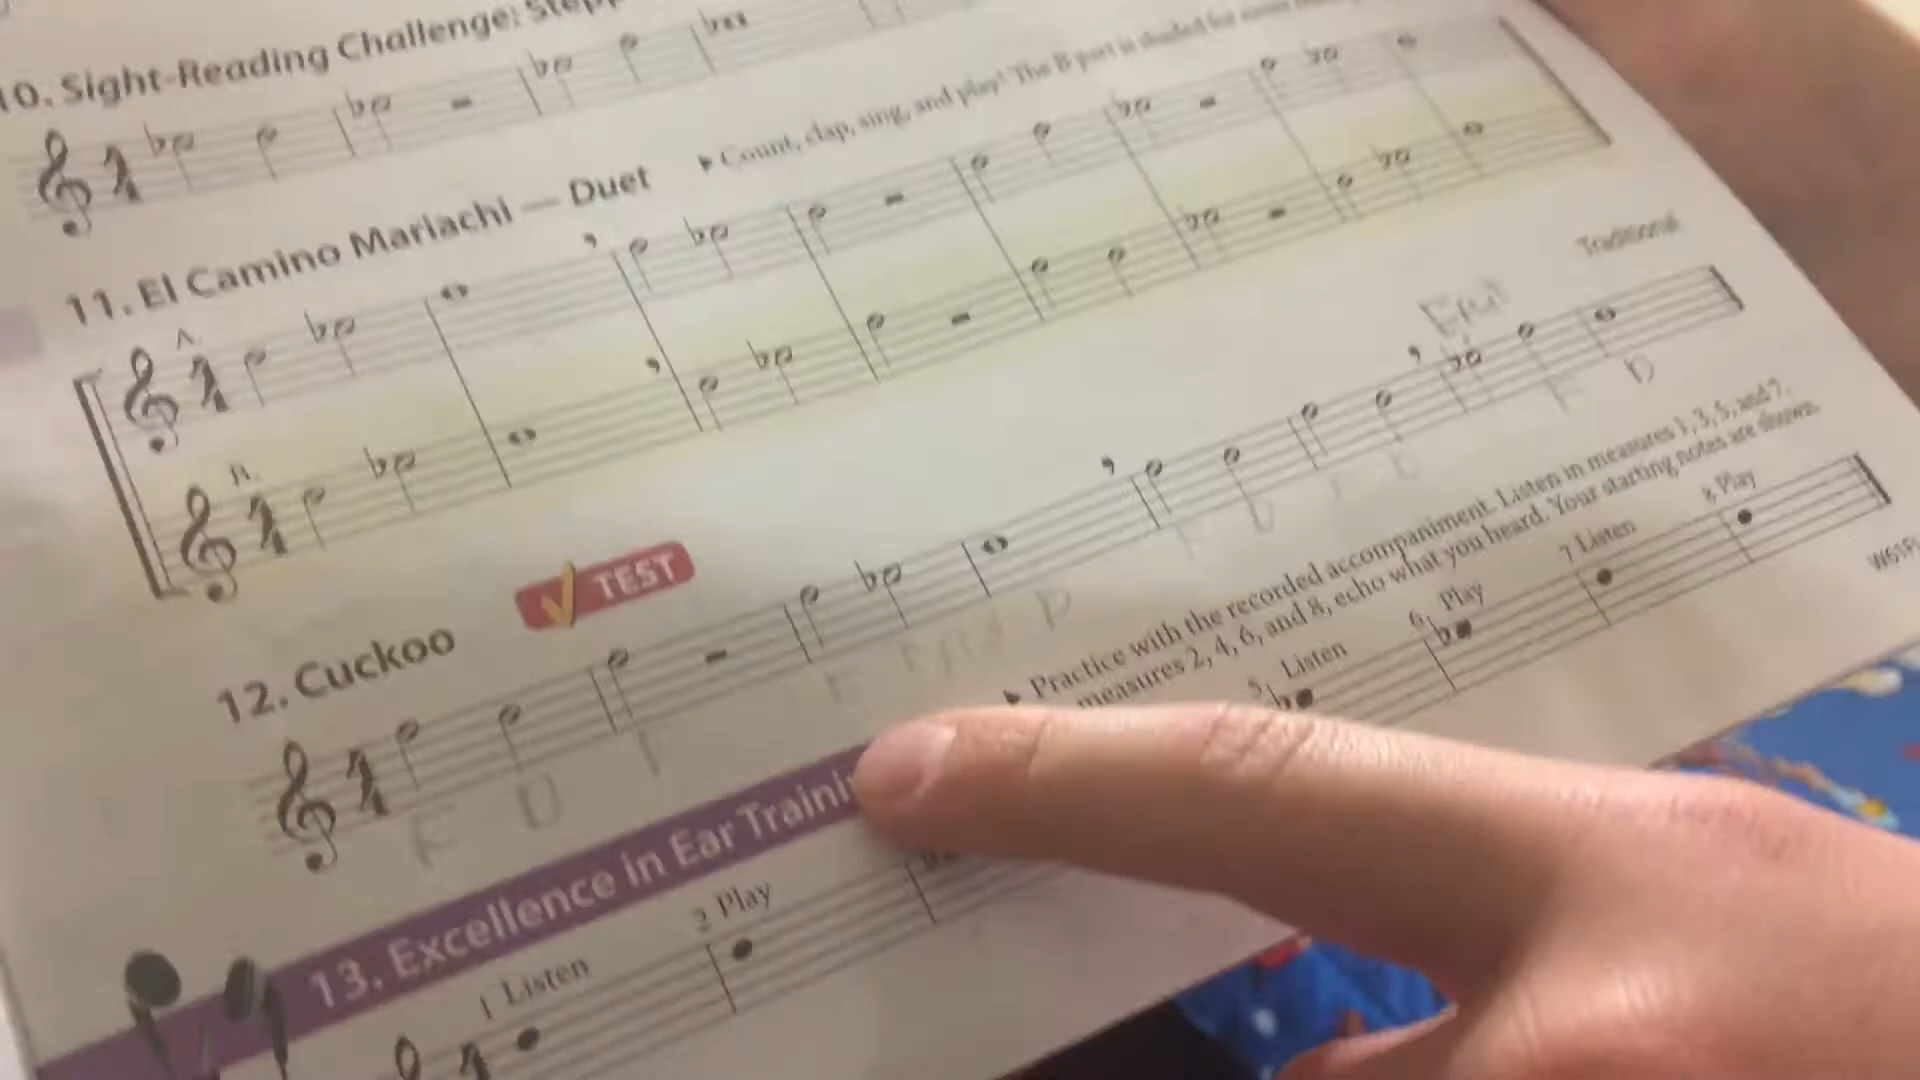 10. Sight-Reading Challenge:
11. El Camino Mariachi — Duet
Count, clap, sing, and play! The B part is shaded for
A.
B.
Traditional
12. Cuckoo
TEST
F D F F D F D
F D
Practice with the recorded accompaniment. Listen in measures 1, 3, 5, and 7.
measures 2, 4, 6, and 8, echo what you heard. Your starting notes are shown.
13. Excellence in Ear
1 Listen
2 Play
5 Listen
6 Play
7 Listen
8 Play